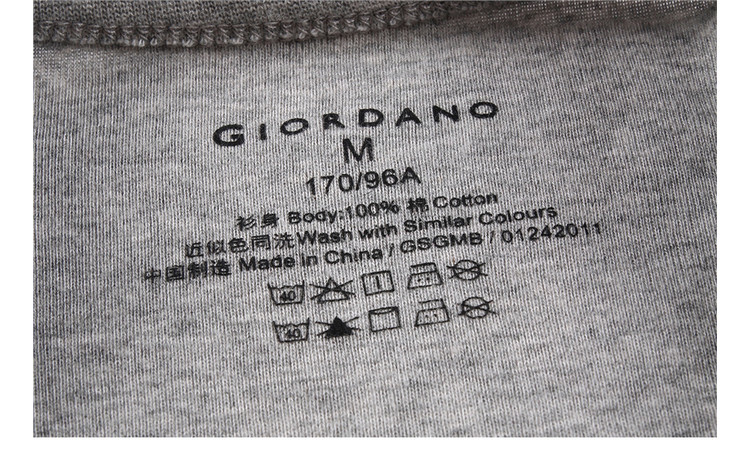 GIORDANO
M
170/96A
衫身 Body:100% 棉 Cotton
近似色同洗 Wash with Similar Colours
中国制造 Made in China / GSGMB / 01242011
40
40